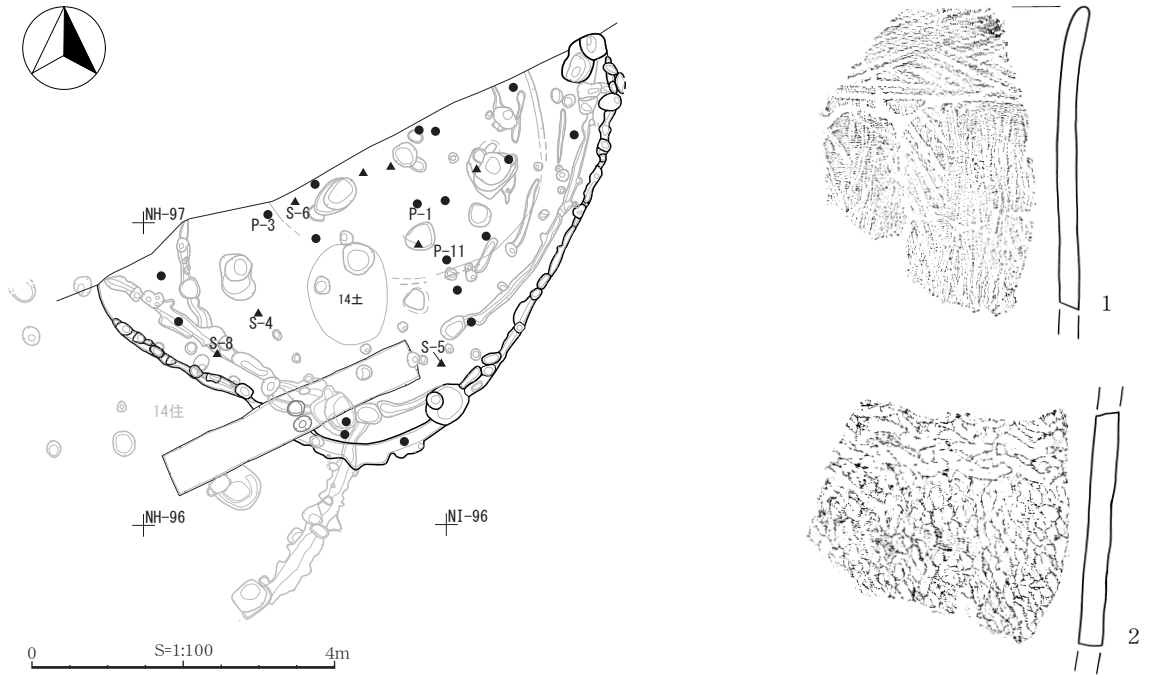 NH-97
S-6
P-3
P-1
P-11
14土
S-4
S-8
S-5
14住
NH-96
NI-96
0
S=1:100
4m
1
2